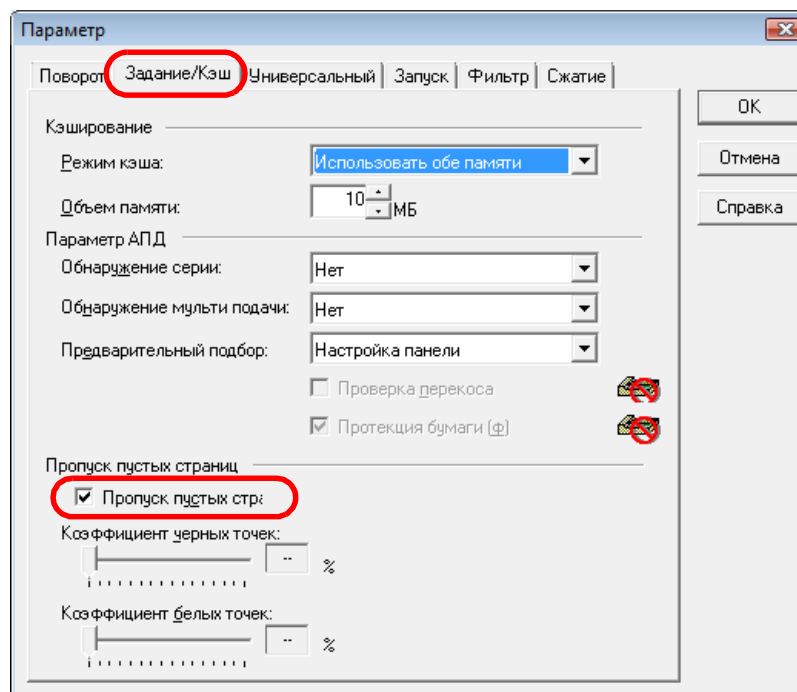 Параметр
Поворот Задание/Кэш Универсальный Запуск Фильтр Сжатие
OK
Отмена
Справка
Кэширование
Режим кэша: Использовать обе памяти
Объем памяти: 10 МБ
Параметр АПД
Обнаружение серии: Нет
Обнаружение мульти подачи: Нет
Предварительный подбор: Настройка панели
Проверка перекоса
Протекция бумаги (ф)
Пропуск пустых страниц
Пропуск пустых стра
Коэффициент черных точек:
-- %
Коэффициент белых точек:
-- %